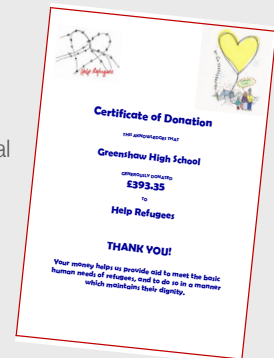 al
Help Refugees
Certificate of Donation
THIS ACKNOWLEDGES THAT
Greenshaw High School
GENEROUSLY DONATED
£393.35
TO
Help Refugees
THANK YOU!
Your money helps us provide aid to meet the basic
human needs of refugees, and to do so in a manner
which maintains their dignity.